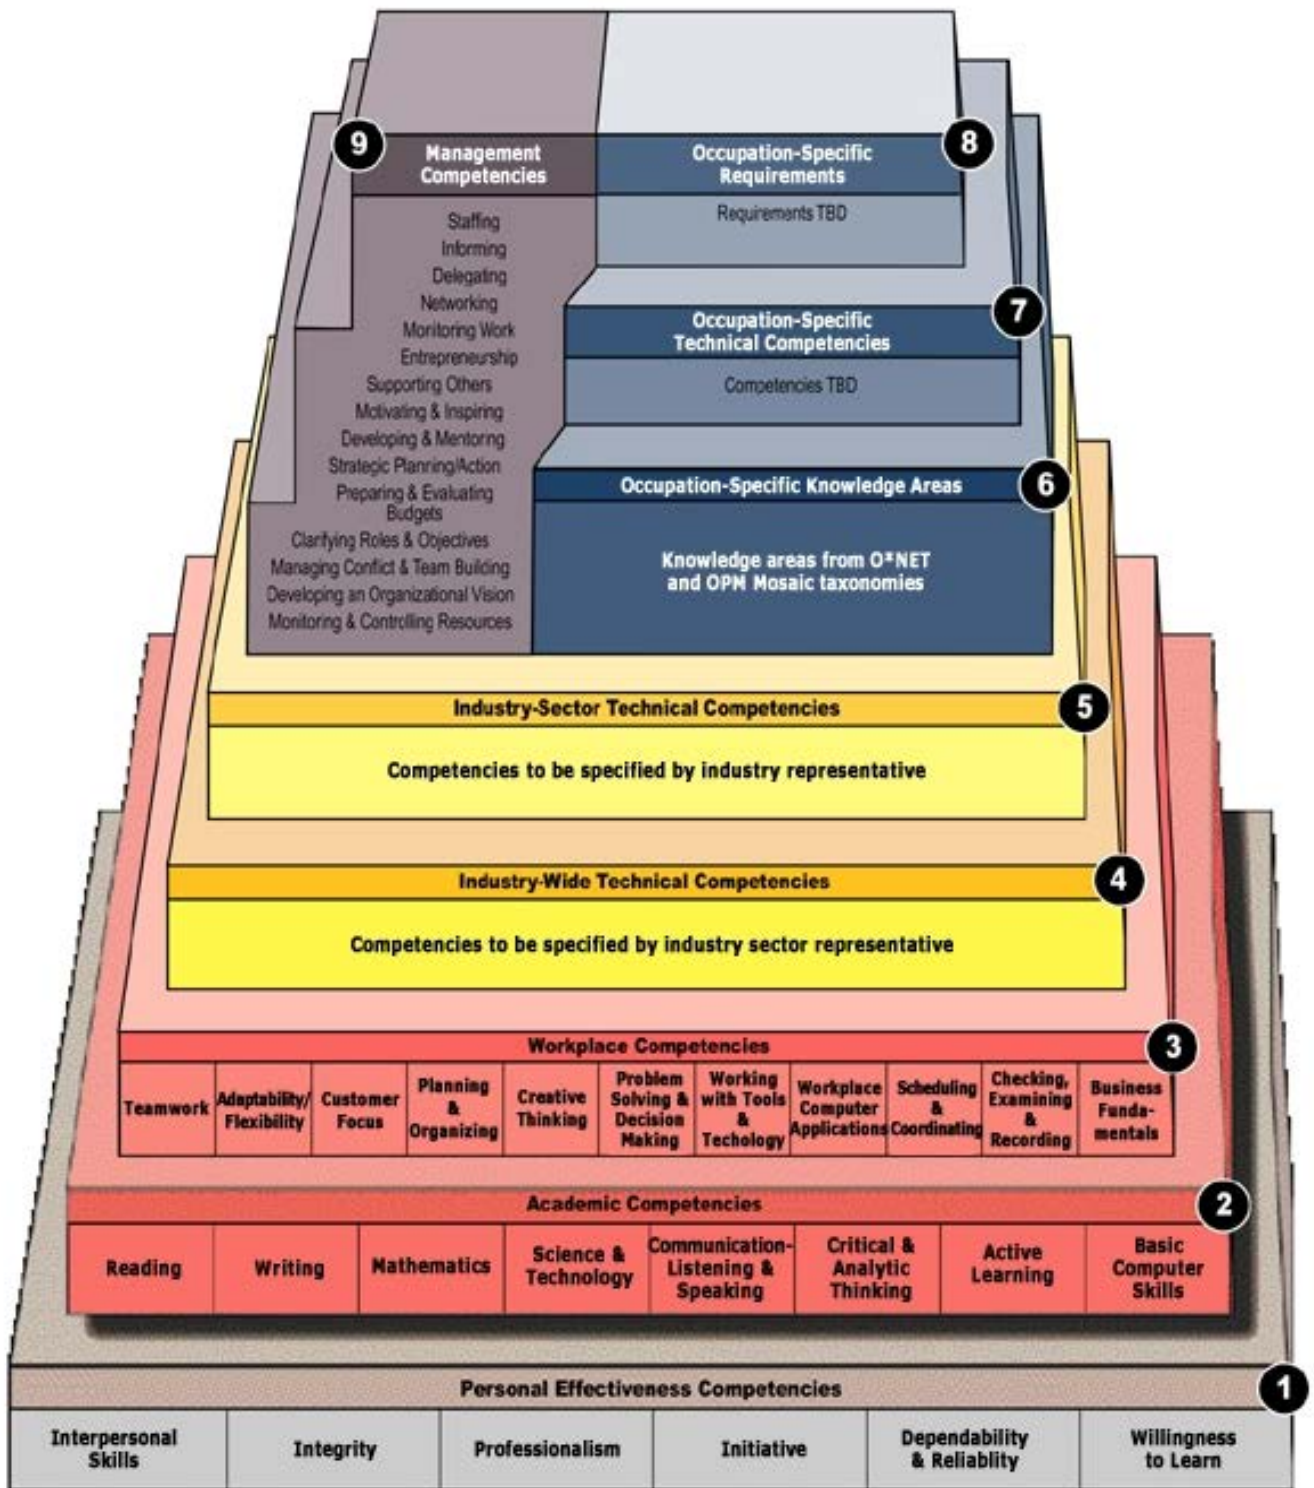 9
Management
Competencies
Staffing
Informing
Delegating
Networking
Monitoring Work
Entrepreneurship
Supporting Others
Motivating & Inspiring
Developing & Mentoring
Strategic Planning/Action
Preparing & Evaluating
Budgets
Clarifying Roles & Objectives
Managing Conflict & Team Building
Developing an Organizational Vision
Monitoring & Controlling Resources
8
Occupation-Specific
Requirements
Requirements TBD
7
Occupation-Specific
Technical Competencies
Competencies TBD
6
Occupation-Specific Knowledge Areas
Knowledge areas from O*NET
and OPM Mosaic taxonomies
Industry-Sector Technical Competencies
5
Competencies to be specified by industry representative
Industry-Wide Technical Competencies
4
Competencies to be specified by industry sector representative
Workplace Competencies
3
Teamwork
Adaptability/
Flexibility
Customer
Focus
Planning
&
Organizing
Creative
Thinking
Problem
Solving &
Decision
Making
Working
with Tools
&
Techology
Workplace
Computer
Applications
Scheduling
&
Coordinating
Checking,
Examining
&
Recording
Business
Funda-
mentals
Academic Competencies
2
Reading
Writing
Mathematics
Science &
Technology
Communication-
Listening &
Speaking
Critical &
Analytic
Thinking
Active
Learning
Basic
Computer
Skills
Personal Effectiveness Competencies
1
Interpersonal
Skills
Integrity
Professionalism
Initiative
Dependability
& Reliablity
Willingness
to Learn